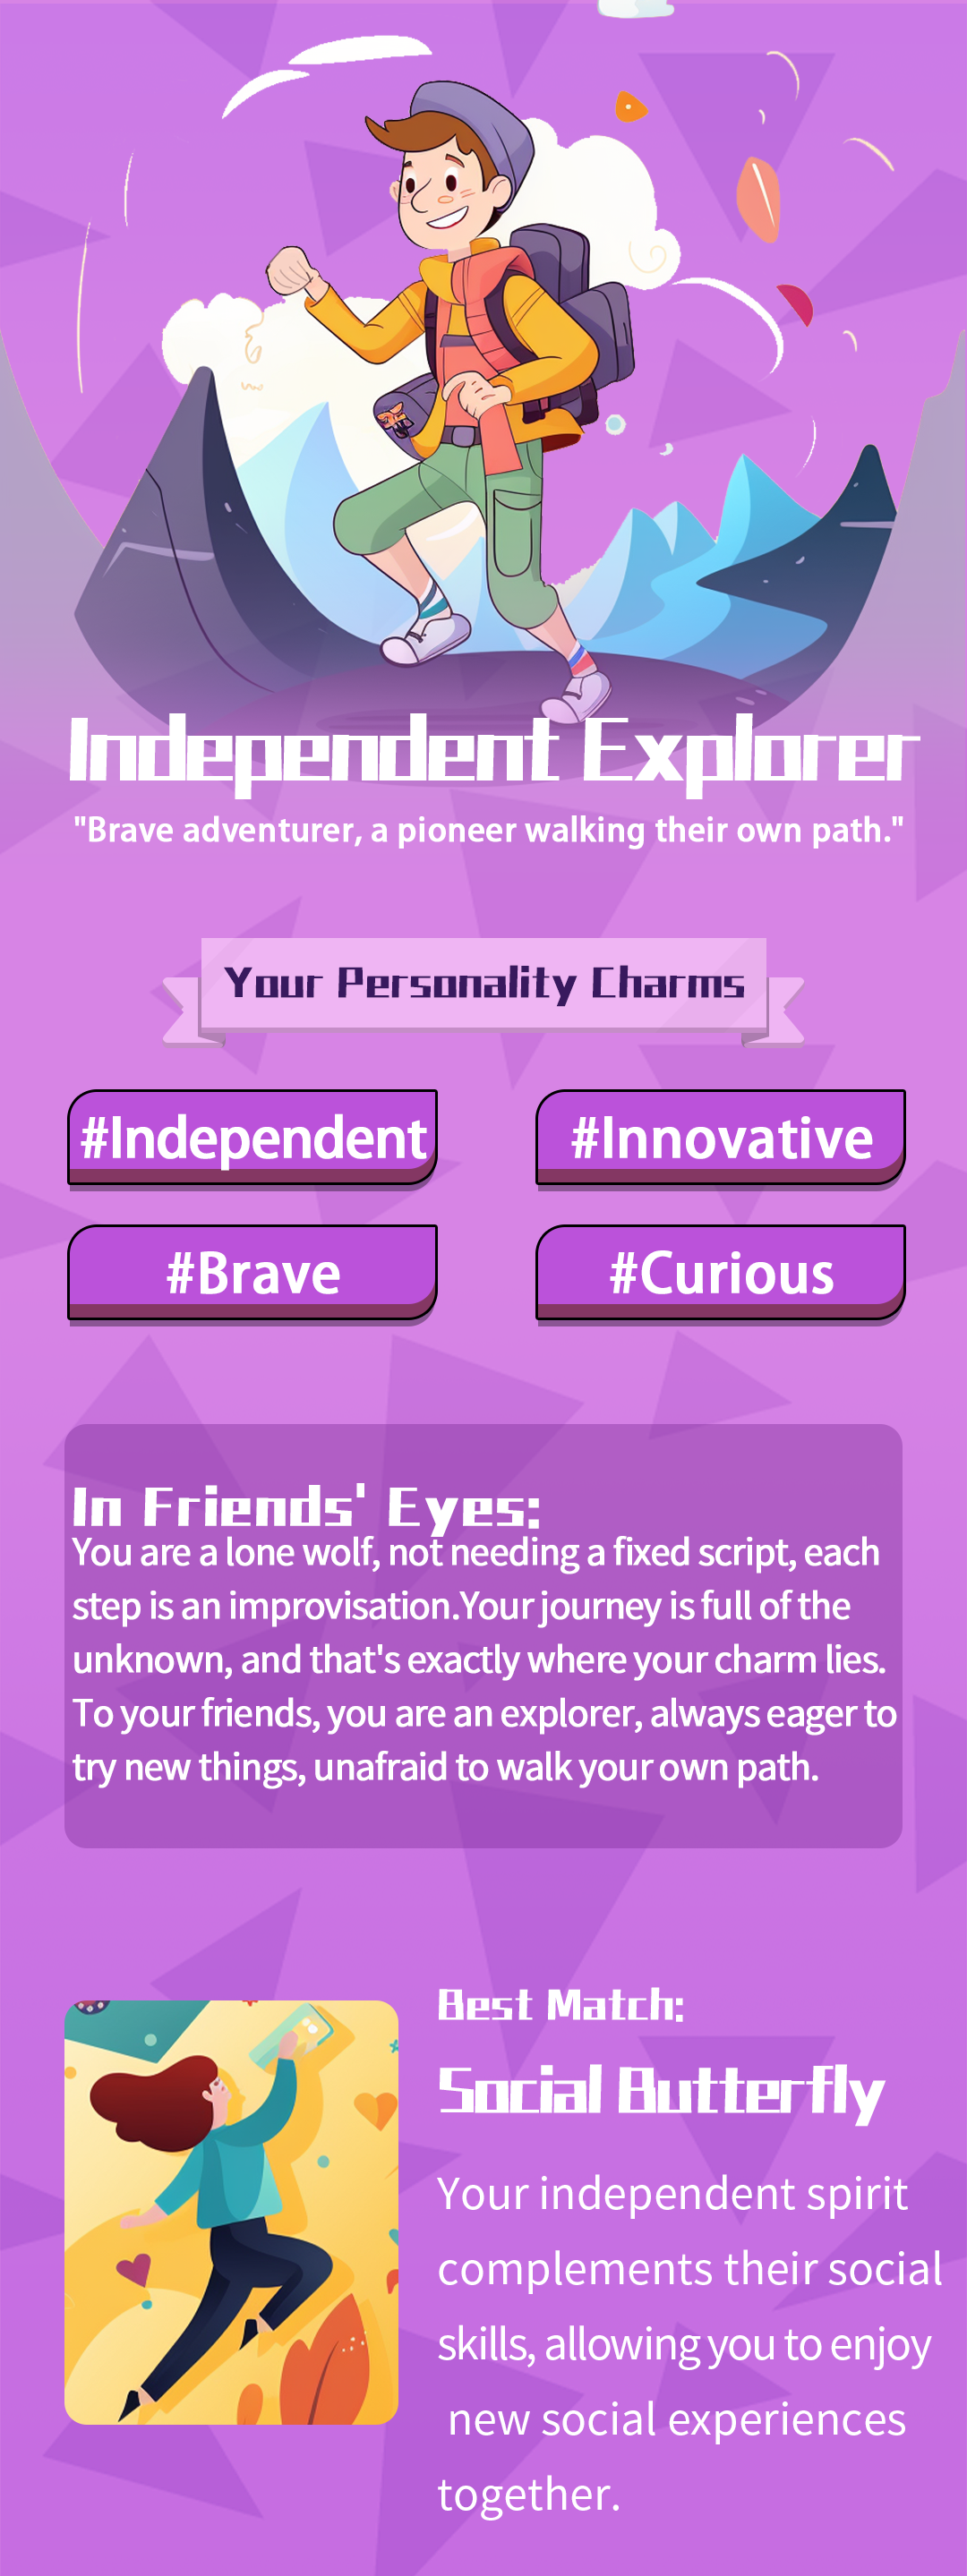 Independent Explorer
"Brave adventurer, a pioneer walking their own path."
Your Personality Charms
#Independent
#Innovative
#Brave
#Curious
In Friends' Eyes:
You are a lone wolf, not needing a fixed script, each
step is an improvisation.Your journey is full of the
unknown, and that's exactly where your charm lies.
To your friends, you are an explorer, always eager to
try new things, unafraid to walk your own path.
Best Match:
Social Butterfly
Your independent spirit
complements their social
skills, allowing you to enjoy
new social experiences
together.